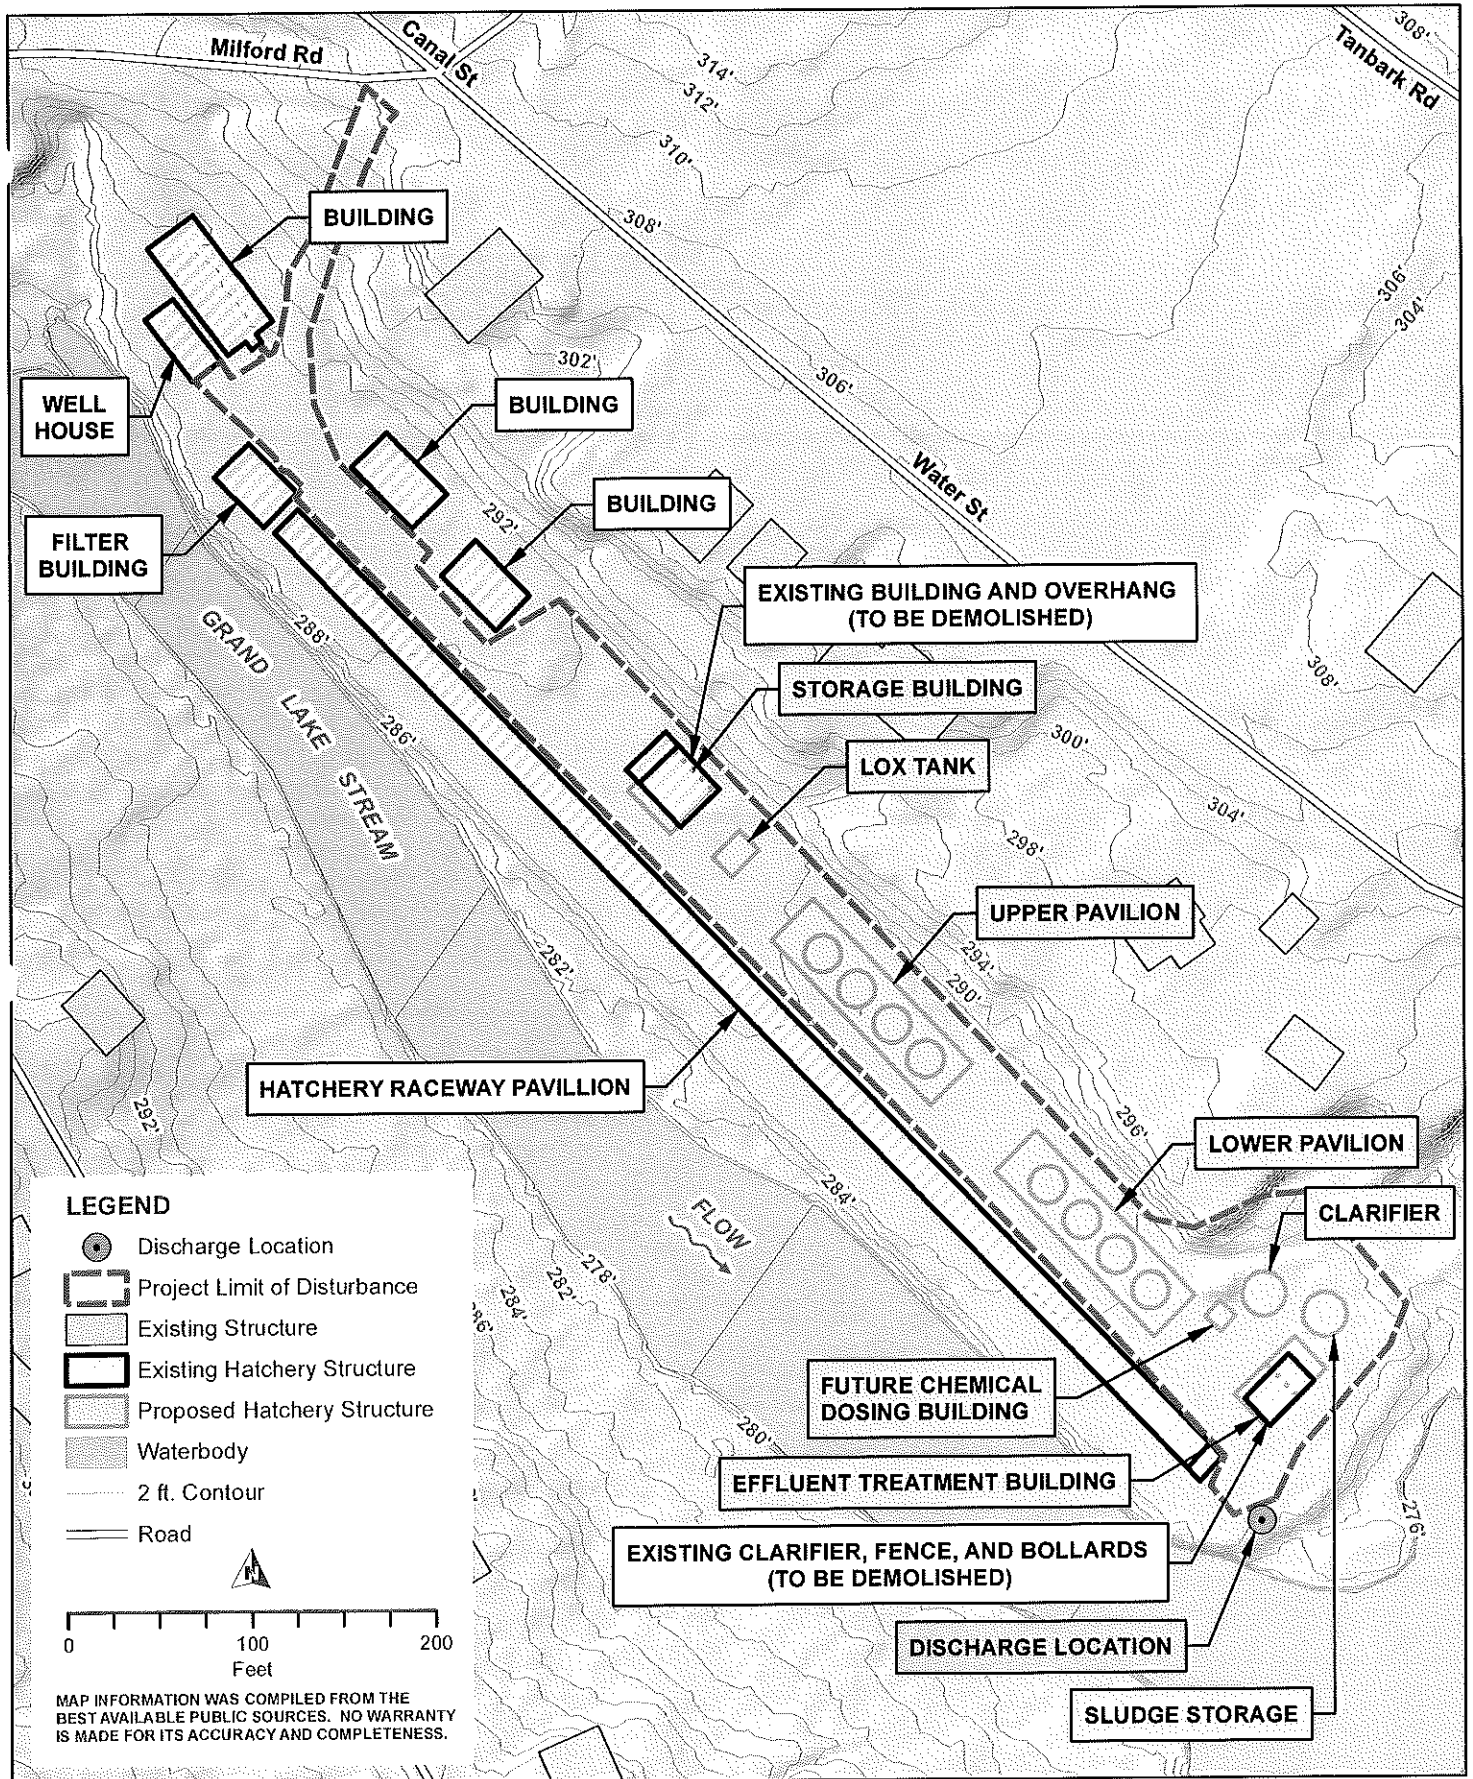 Milford Rd
Canal St
Tanbark Rd
308'
314'
312'
310'
308'
BUILDING
306'
304'
302'
306'
WELL
HOUSE
BUILDING
Water St
BUILDING
292'
FILTER
BUILDING
EXISTING BUILDING AND OVERHANG
(TO BE DEMOLISHED)
288'
GRAND
LAKE
STREAM
286'
308'
STORAGE BUILDING
300'
LOX TANK
304'
298'
UPPER PAVILION
294'
290'
282'
HATCHERY RACEWAY PAVILLION
292'
296'
LOWER PAVILION
284'
CLARIFIER
FLOW
278'
282'
284'
FUTURE CHEMICAL
DOSING BUILDING
280'
EFFLUENT TREATMENT BUILDING
276'
EXISTING CLARIFIER, FENCE, AND BOLLARDS
(TO BE DEMOLISHED)
DISCHARGE LOCATION
SLUDGE STORAGE
LEGEND
Discharge Location
Project Limit of Disturbance
Existing Structure
Existing Hatchery Structure
Proposed Hatchery Structure
Waterbody
2 ft. Contour
Road
N
0 100 200
Feet
MAP INFORMATION WAS COMPILED FROM THE
BEST AVAILABLE PUBLIC SOURCES. NO WARRANTY
IS MADE FOR ITS ACCURACY AND COMPLETENESS.